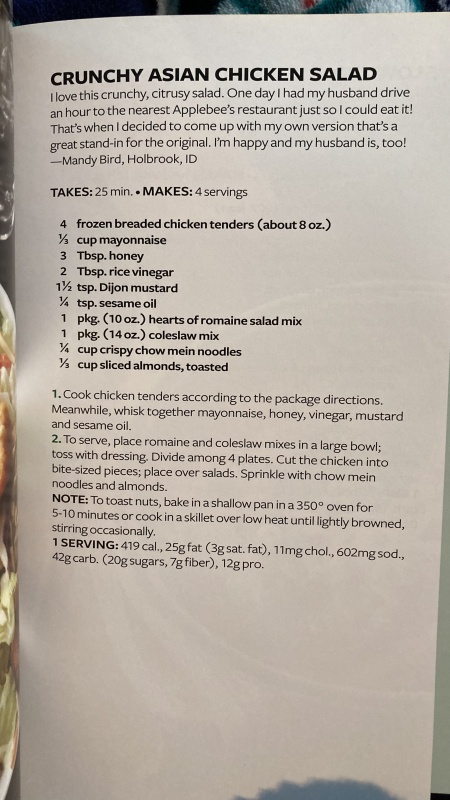 CRUNCHY ASIAN CHICKEN SALAD
I love this crunchy, citrusy salad. One day I had my husband drive
an hour to the nearest Applebee's restaurant just so I could eat it!
That's when I decided to come up with my own version that's a
great stand-in for the original. I'm happy and my husband is, too!
—Mandy Bird, Holbrook, ID
TAKES: 25 min. • MAKES: 4 servings
4 frozen breaded chicken tenders (about 8 oz.)
⅓ cup mayonnaise
3 Tbsp. honey
2 Tbsp. rice vinegar
1½ tsp. Dijon mustard
¼ tsp. sesame oil
1 pkg. (10 oz.) hearts of romaine salad mix
1 pkg. (14 oz.) coleslaw mix
¼ cup crispy chow mein noodles
⅓ cup sliced almonds, toasted
1. Cook chicken tenders according to the package directions.
Meanwhile, whisk together mayonnaise, honey, vinegar, mustard
and sesame oil.
2. To serve, place romaine and coleslaw mixes in a large bowl;
toss with dressing. Divide among 4 plates. Cut the chicken into
bite-sized pieces; place over salads. Sprinkle with chow mein
noodles and almonds.
NOTE: To toast nuts, bake in a shallow pan in a 350° oven for
5-10 minutes or cook in a skillet over low heat until lightly browned,
stirring occasionally.
1 SERVING: 419 cal., 25g fat (3g sat. fat), 11mg chol., 602mg sod.,
42g carb. (20g sugars, 7g fiber), 12g pro.